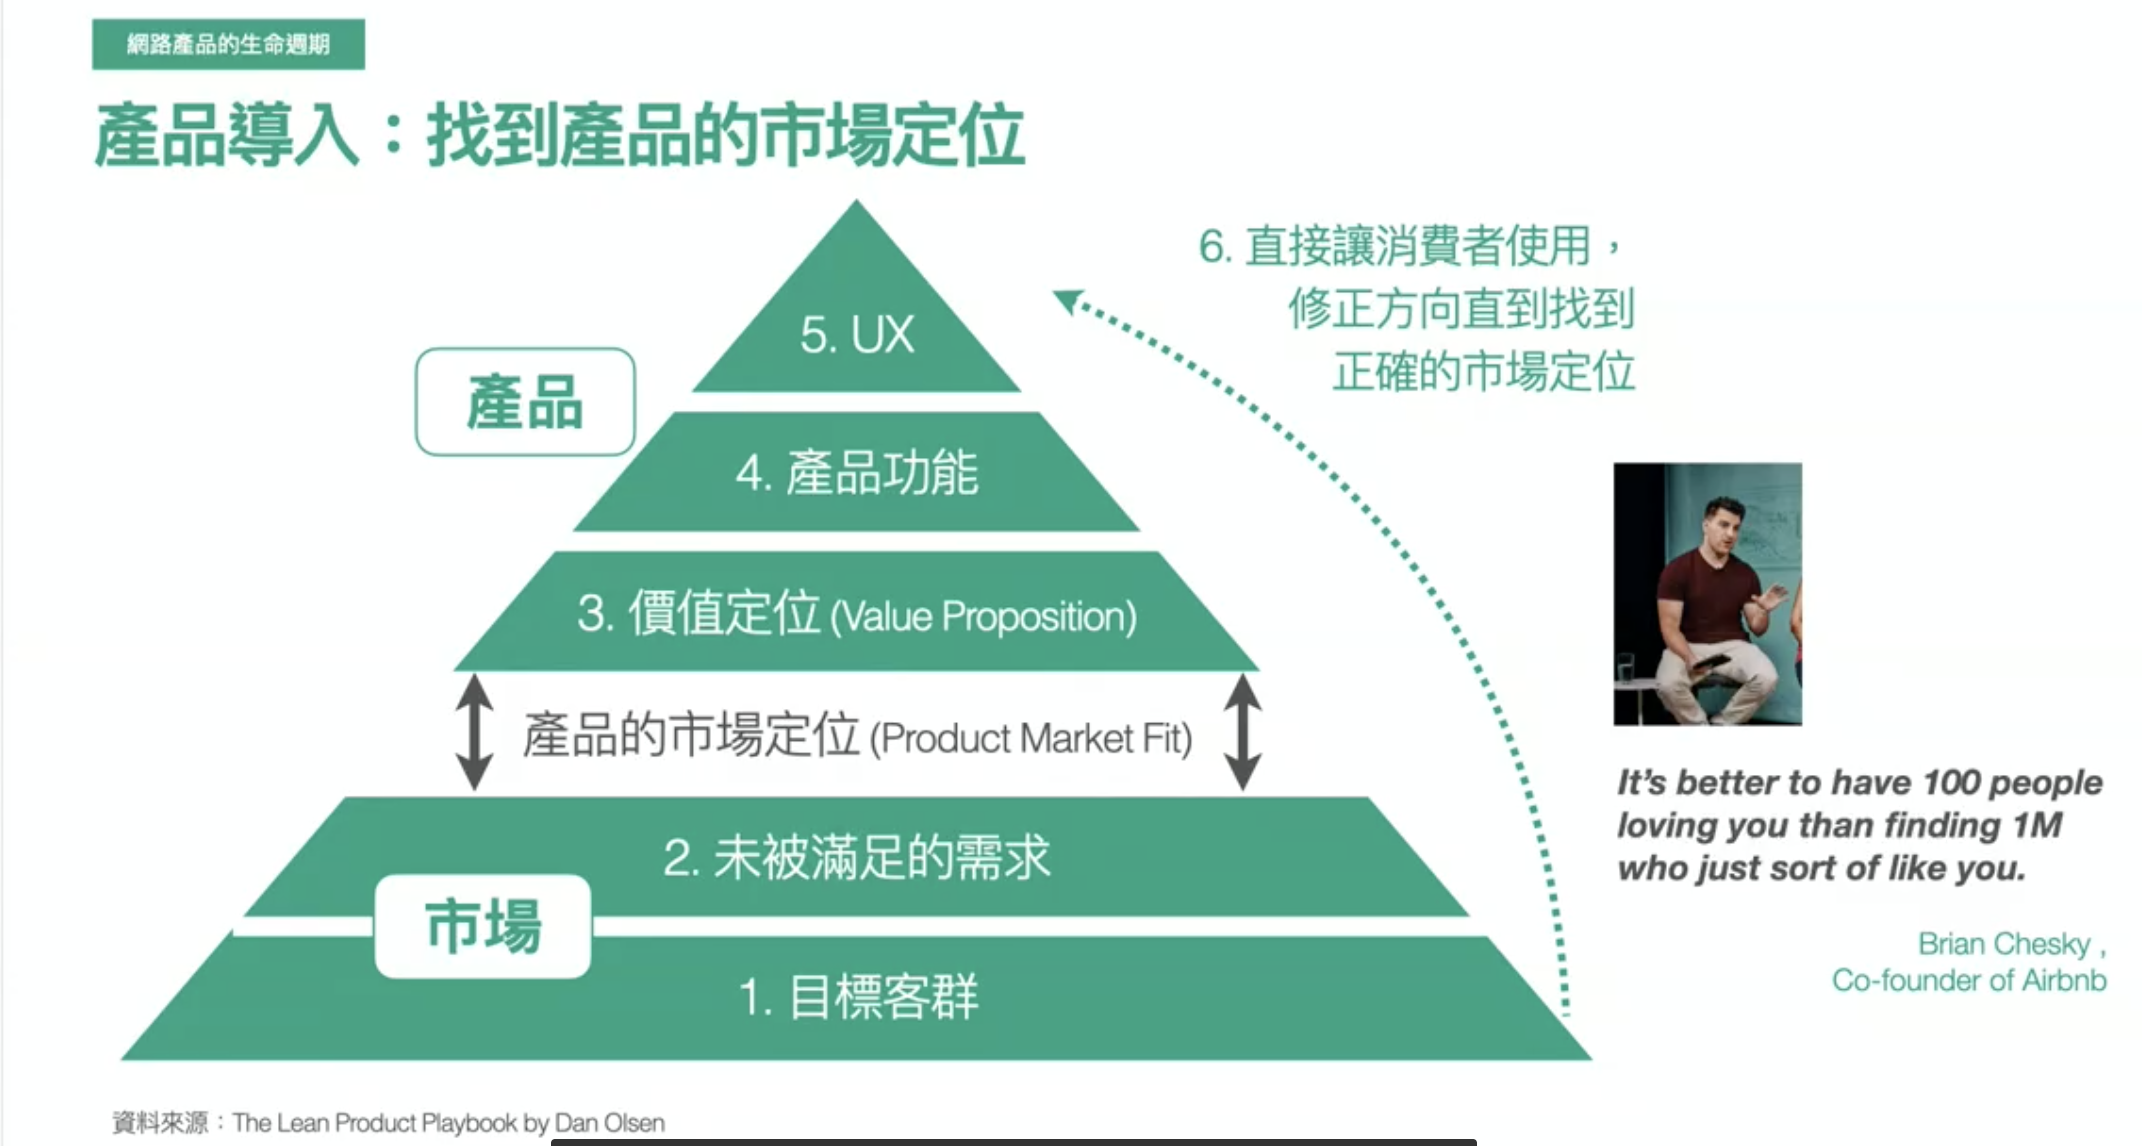 網路產品的生命週期
產品導入：找到產品的市場定位
5. UX
6. 直接讓消費者使用，
修正方向直到找到
正確的市場定位
產品
4. 產品功能
3. 價值定位 (Value Proposition)
產品的市場定位 (Product Market Fit)
2. 未被滿足的需求
市場
1. 目標客群
It's better to have 100 people
loving you than finding 1M
who just sort of like you.
Brian Chesky ,
Co-founder of Airbnb
資料來源：The Lean Product Playbook by Dan Olsen